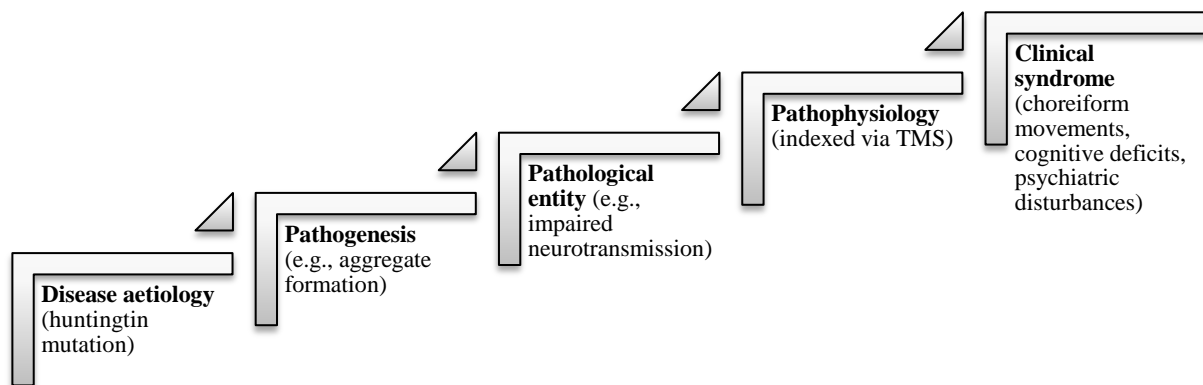 Disease aetiology
(huntingtin
mutation)
Pathogenesis
(e.g., aggregate
formation)
Pathological
entity (e.g.,
impaired
neurotransmission)
Pathophysiology
(indexed via TMS)
Clinical
syndrome
(choreiform
movements,
cognitive deficits,
psychiatric
disturbances)